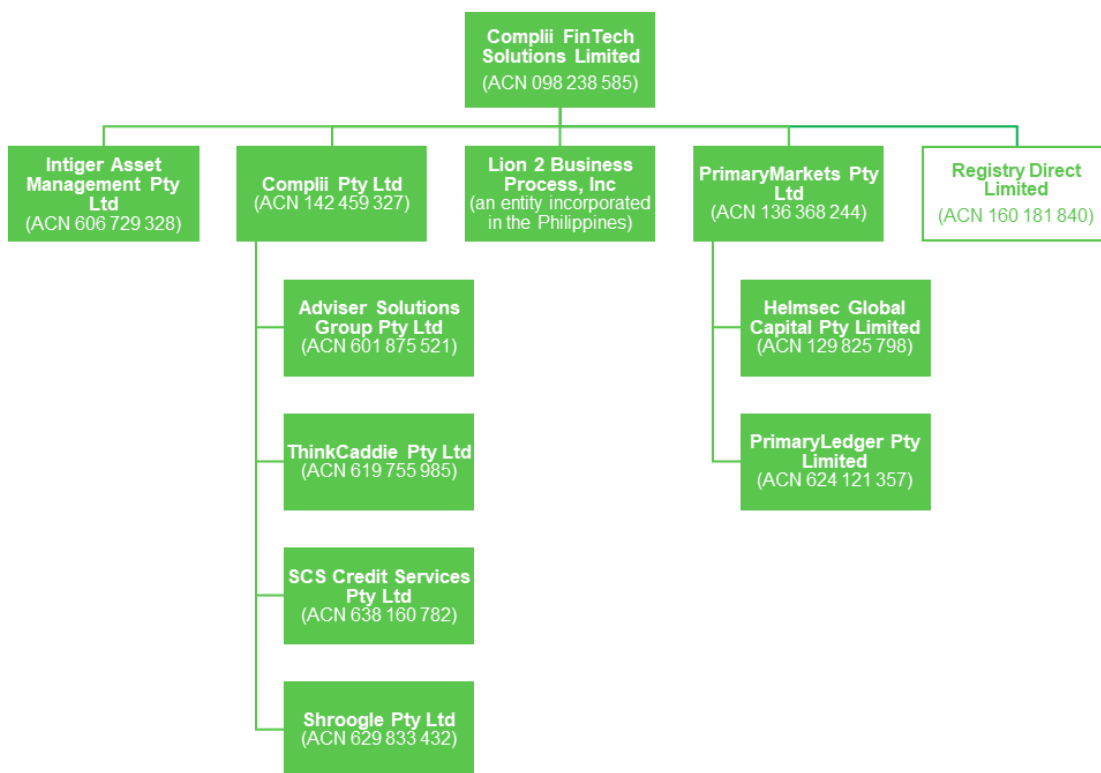 Complii FinTech
Solutions Limited
(ACN 098 238 585)
Intiger Asset
Management Pty
Ltd
(ACN 606 729 328)
Complii Pty Ltd
(ACN 142 459 327)
Lion 2 Business
Process, Inc
(an entity incorporated
in the Philippines)
PrimaryMarkets Pty
Ltd
(ACN 136 368 244)
Registry Direct
Limited
(ACN 160 181 840)
Adviser Solutions
Group Pty Ltd
(ACN 601 875 521)
ThinkCaddie Pty Ltd
(ACN 619 755 985)
SCS Credit Services
Pty Ltd
(ACN 638 160 782)
Shroogle Pty Ltd
(ACN 629 833 432)
Helmsec Global
Capital Pty Limited
(ACN 129 825 798)
PrimaryLedger Pty
Limited
(ACN 624 121 357)